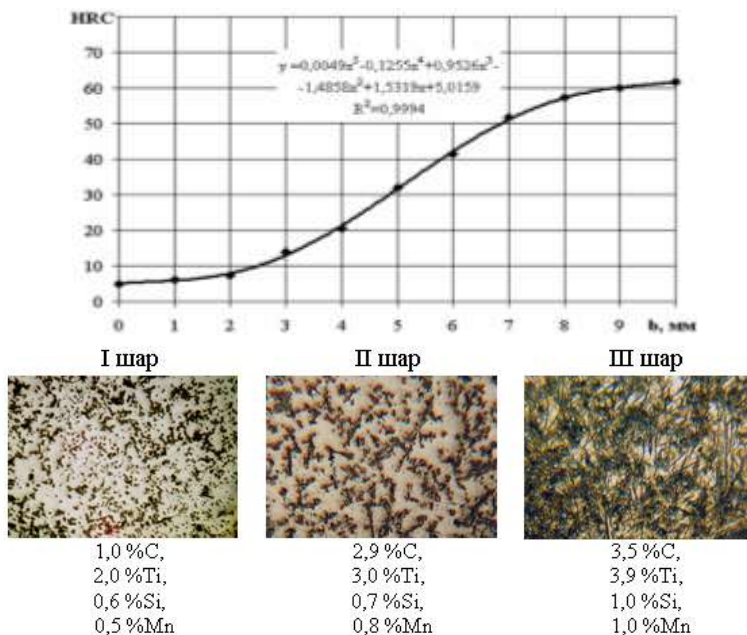 HRC
70
60
50
40
30
20
10
0
y =0,0049x⁵-0,1255x⁴+0,9526x³-
-1,4858x²+1,5319x+5,0159
R²=0,9994
0 1 2 3 4 5 6 7 8 9 b, мм
I шар II шар III шар
1,0 %C, 2,9 %C, 3,5 %C,
2,0 %Ti, 3,0 %Ti, 3,9 %Ti,
0,6 %Si, 0,7 %Si, 1,0 %Si,
0,5 %Mn 0,8 %Mn 1,0 %Mn